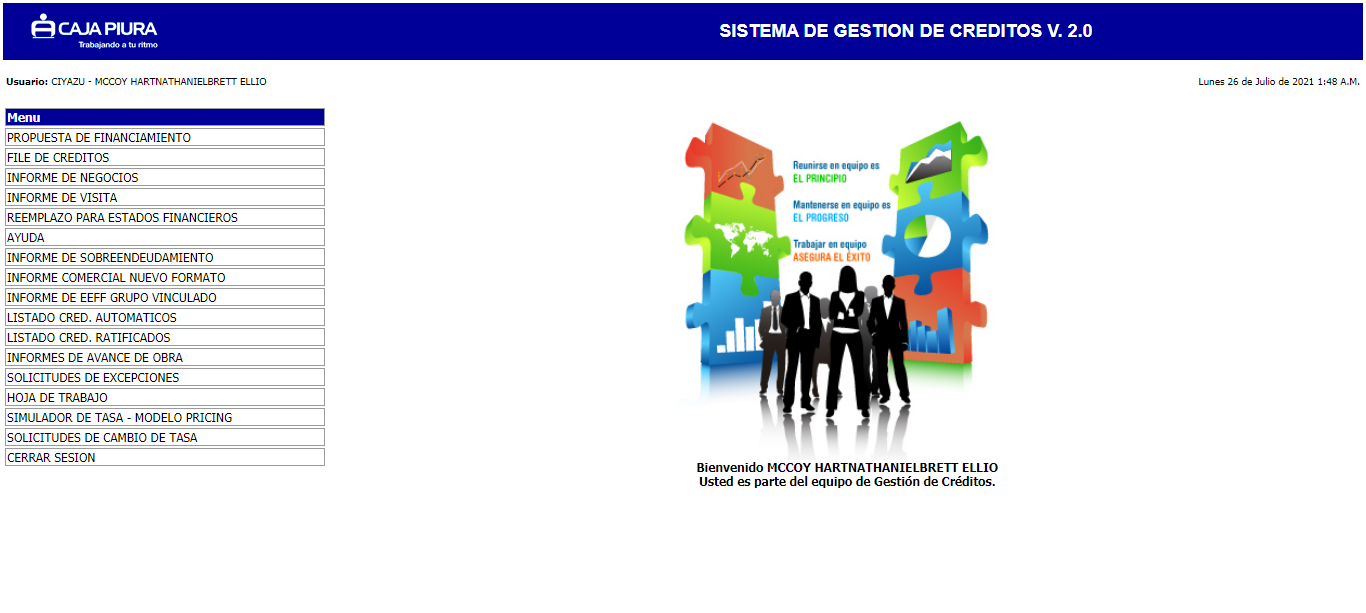 CAJA PIURA
Trabajando a tu ritmo
SISTEMA DE GESTION DE CREDITOS V. 2.0
Usuario: CIYAZU - MCCOY HARTNATHANIELBRETT ELLIO
Lunes 26 de Julio de 2021 1:48 A.M.
Menu
PROPUESTA DE FINANCIAMIENTO
FILE DE CREDITOS
INFORME DE NEGOCIOS
INFORME DE VISITA
REEMPLAZO PARA ESTADOS FINANCIEROS
AYUDA
INFORME DE SOBREENDEUDAMIENTO
INFORME COMERCIAL NUEVO FORMATO
INFORME DE EEFF GRUPO VINCULADO
LISTADO CRED. AUTOMATICOS
LISTADO CRED. RATIFICADOS
INFORMES DE AVANCE DE OBRA
SOLICITUDES DE EXCEPCIONES
HOJA DE TRABAJO
SIMULADOR DE TASA - MODELO PRICING
SOLICITUDES DE CAMBIO DE TASA
CERRAR SESION
Reunirse en equipo es
EL PRINCIPIO
Mantenerse en equipo es
EL PROGRESO
Trabajar en equipo
ASEGURA EL ÉXITO
Bienvenido MCCOY HARTNATHANIELBRETT ELLIO
Usted es parte del equipo de Gestión de Créditos.